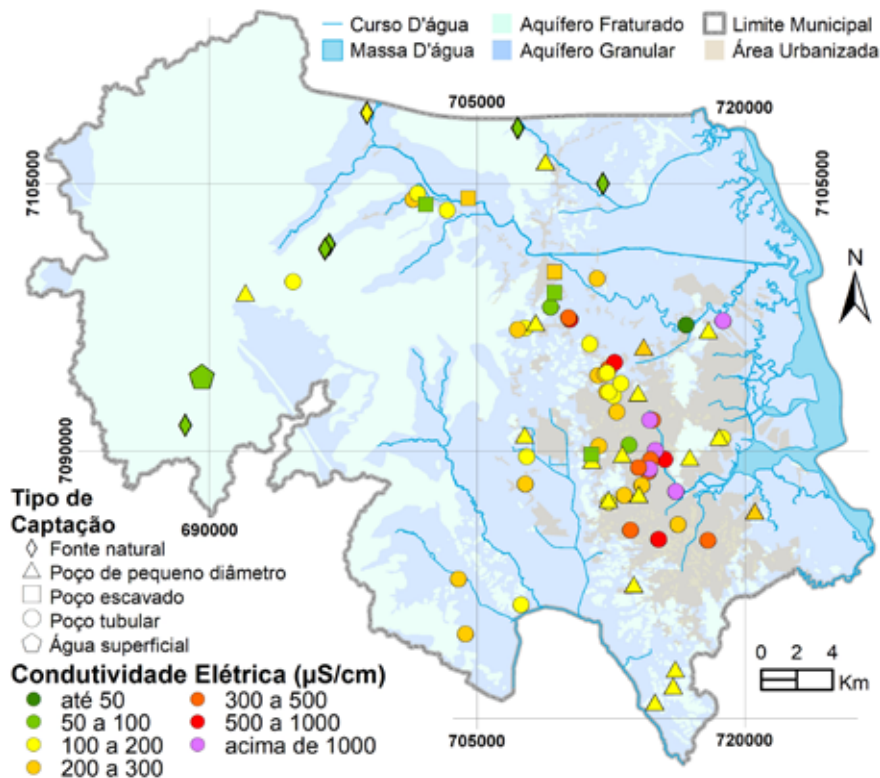 Curso D'água
Aquífero Fraturado
Limite Municipal
Massa D'água
Aquífero Granular
Área Urbanizada
705000
720000
7105000
7105000
N
7090000
7090000
690000
Tipo de
Captação
Fonte natural
Poço de pequeno diâmetro
Poço escavado
Poço tubular
Água superficial
Condutividade Elétrica (µS/cm)
até 50
300 a 500
50 a 100
500 a 1000
100 a 200
acima de 1000
200 a 300
0 2 4
Km
705000
720000